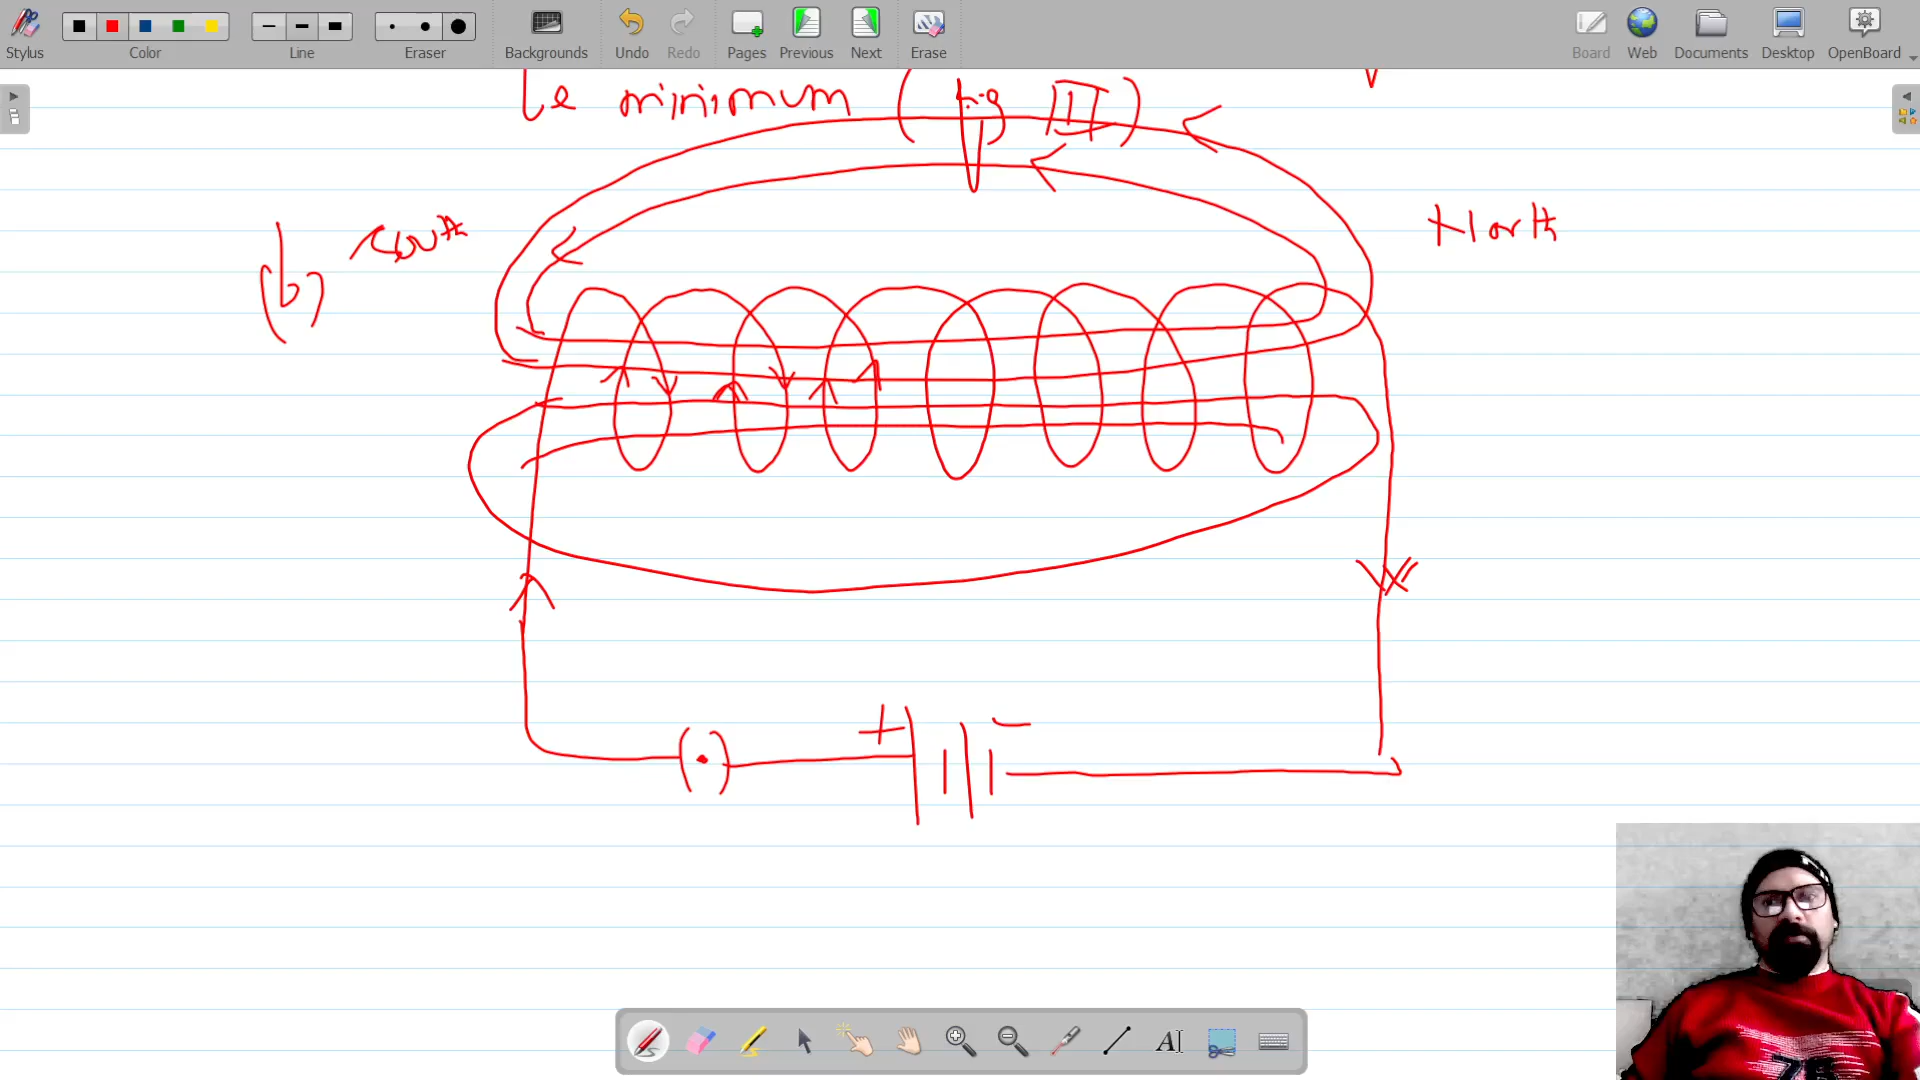 Stylus Color Line Eraser Backgrounds Undo Redo Pages Previous Next Erase Board Web Documents Desktop OpenBoard
be minimum (fig III)
(b) South North
+ −
(•)
A